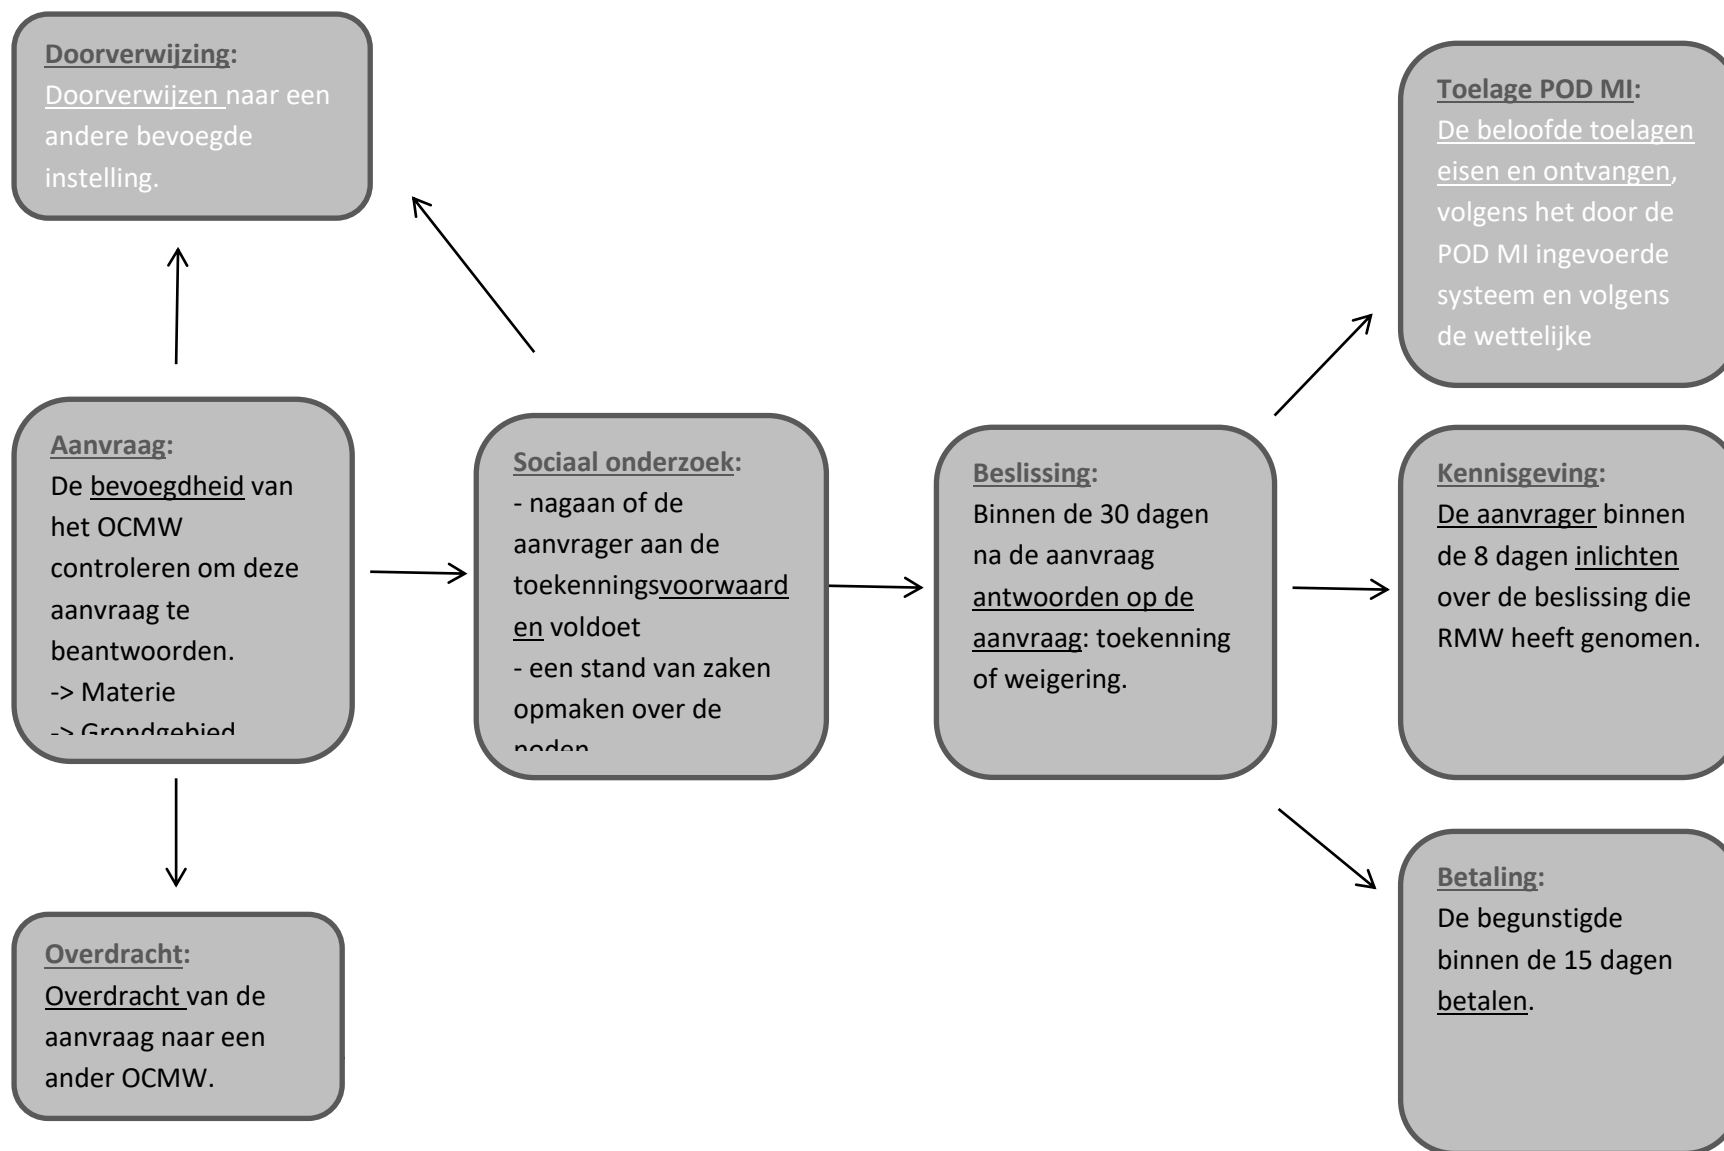 Doorverwijzing:
Doorverwijzen naar een
andere bevoegde
instelling.
Toelage POD MI:
De beloofde toelagen
eisen en ontvangen,
volgens het door de
POD MI ingevoerde
systeem en volgens
de wettelijke
Aanvraag:
De bevoegdheid van
het OCMW
controleren om deze
aanvraag te
beantwoorden.
-> Materie
-> Grondgebied
Sociaal onderzoek:
- nagaan of de
aanvrager aan de
toekenningsvoorwaard
en voldoet
- een stand van zaken
opmaken over de
noden
Beslissing:
Binnen de 30 dagen
na de aanvraag
antwoorden op de
aanvraag: toekenning
of weigering.
Kennisgeving:
De aanvrager binnen
de 8 dagen inlichten
over de beslissing die
RMW heeft genomen.
Overdracht:
Overdracht van de
aanvraag naar een
ander OCMW.
Betaling:
De begunstigde
binnen de 15 dagen
betalen.